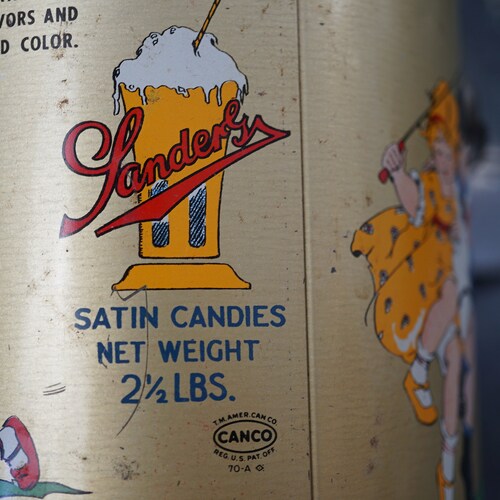 VORS AND
D COLOR.
Sanders
SATIN CANDIES
NET WEIGHT
2½ LBS.
T.M. AMER. CAN CO.
CANCO
REG. U.S. PAT. OFF.
70-A